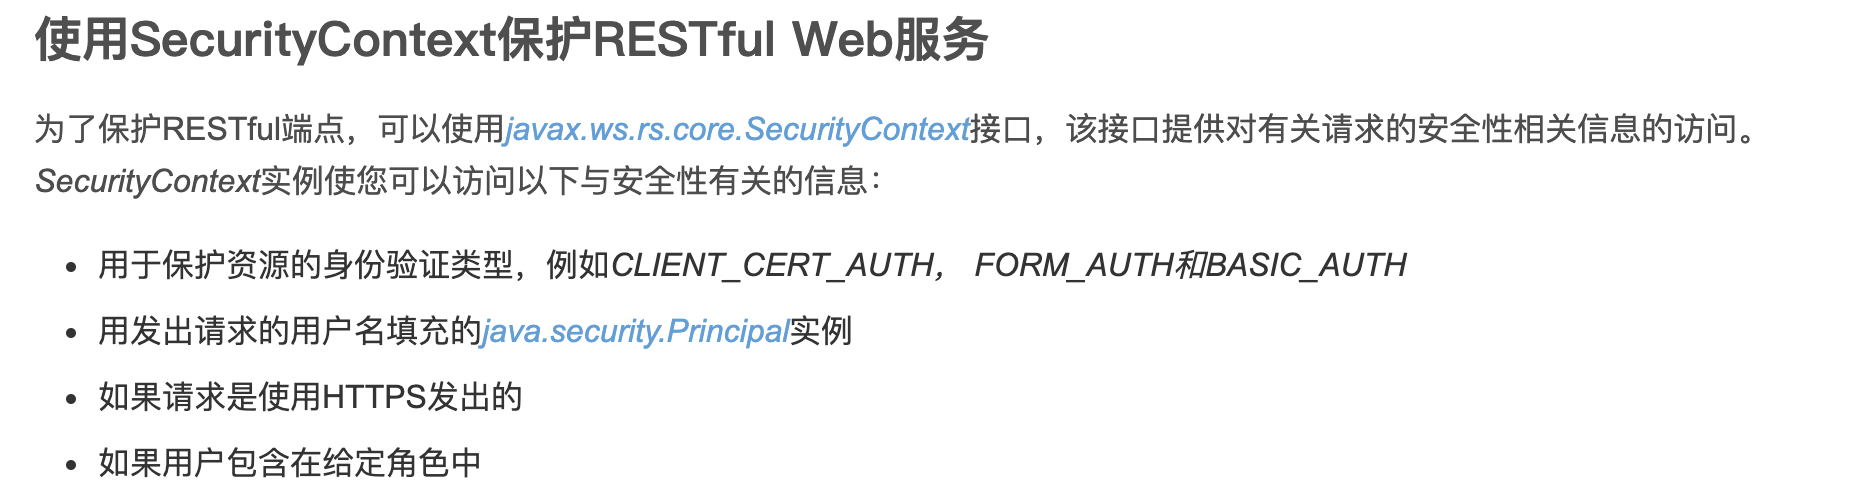 使用SecurityContext保护RESTful Web服务
为了保护RESTful端点，可以使用javax.ws.rs.core.SecurityContext接口，该接口提供对有关请求的安全性相关信息的访问。
SecurityContext实例使您可以访问以下与安全性有关的信息：
• 用于保护资源的身份验证类型，例如CLIENT_CERT_AUTH， FORM_AUTH和BASIC_AUTH
• 用发出请求的用户名填充的java.security.Principal实例
• 如果请求是使用HTTPS发出的
• 如果用户包含在给定角色中